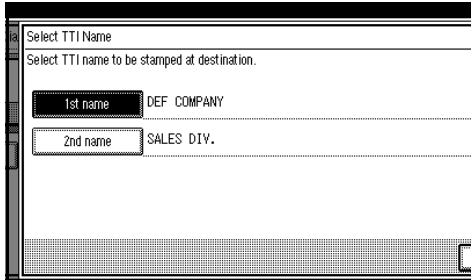 Select TTI Name
Select TTI name to be stamped at destination.
1st name DEF COMPANY
2nd name SALES DIV.